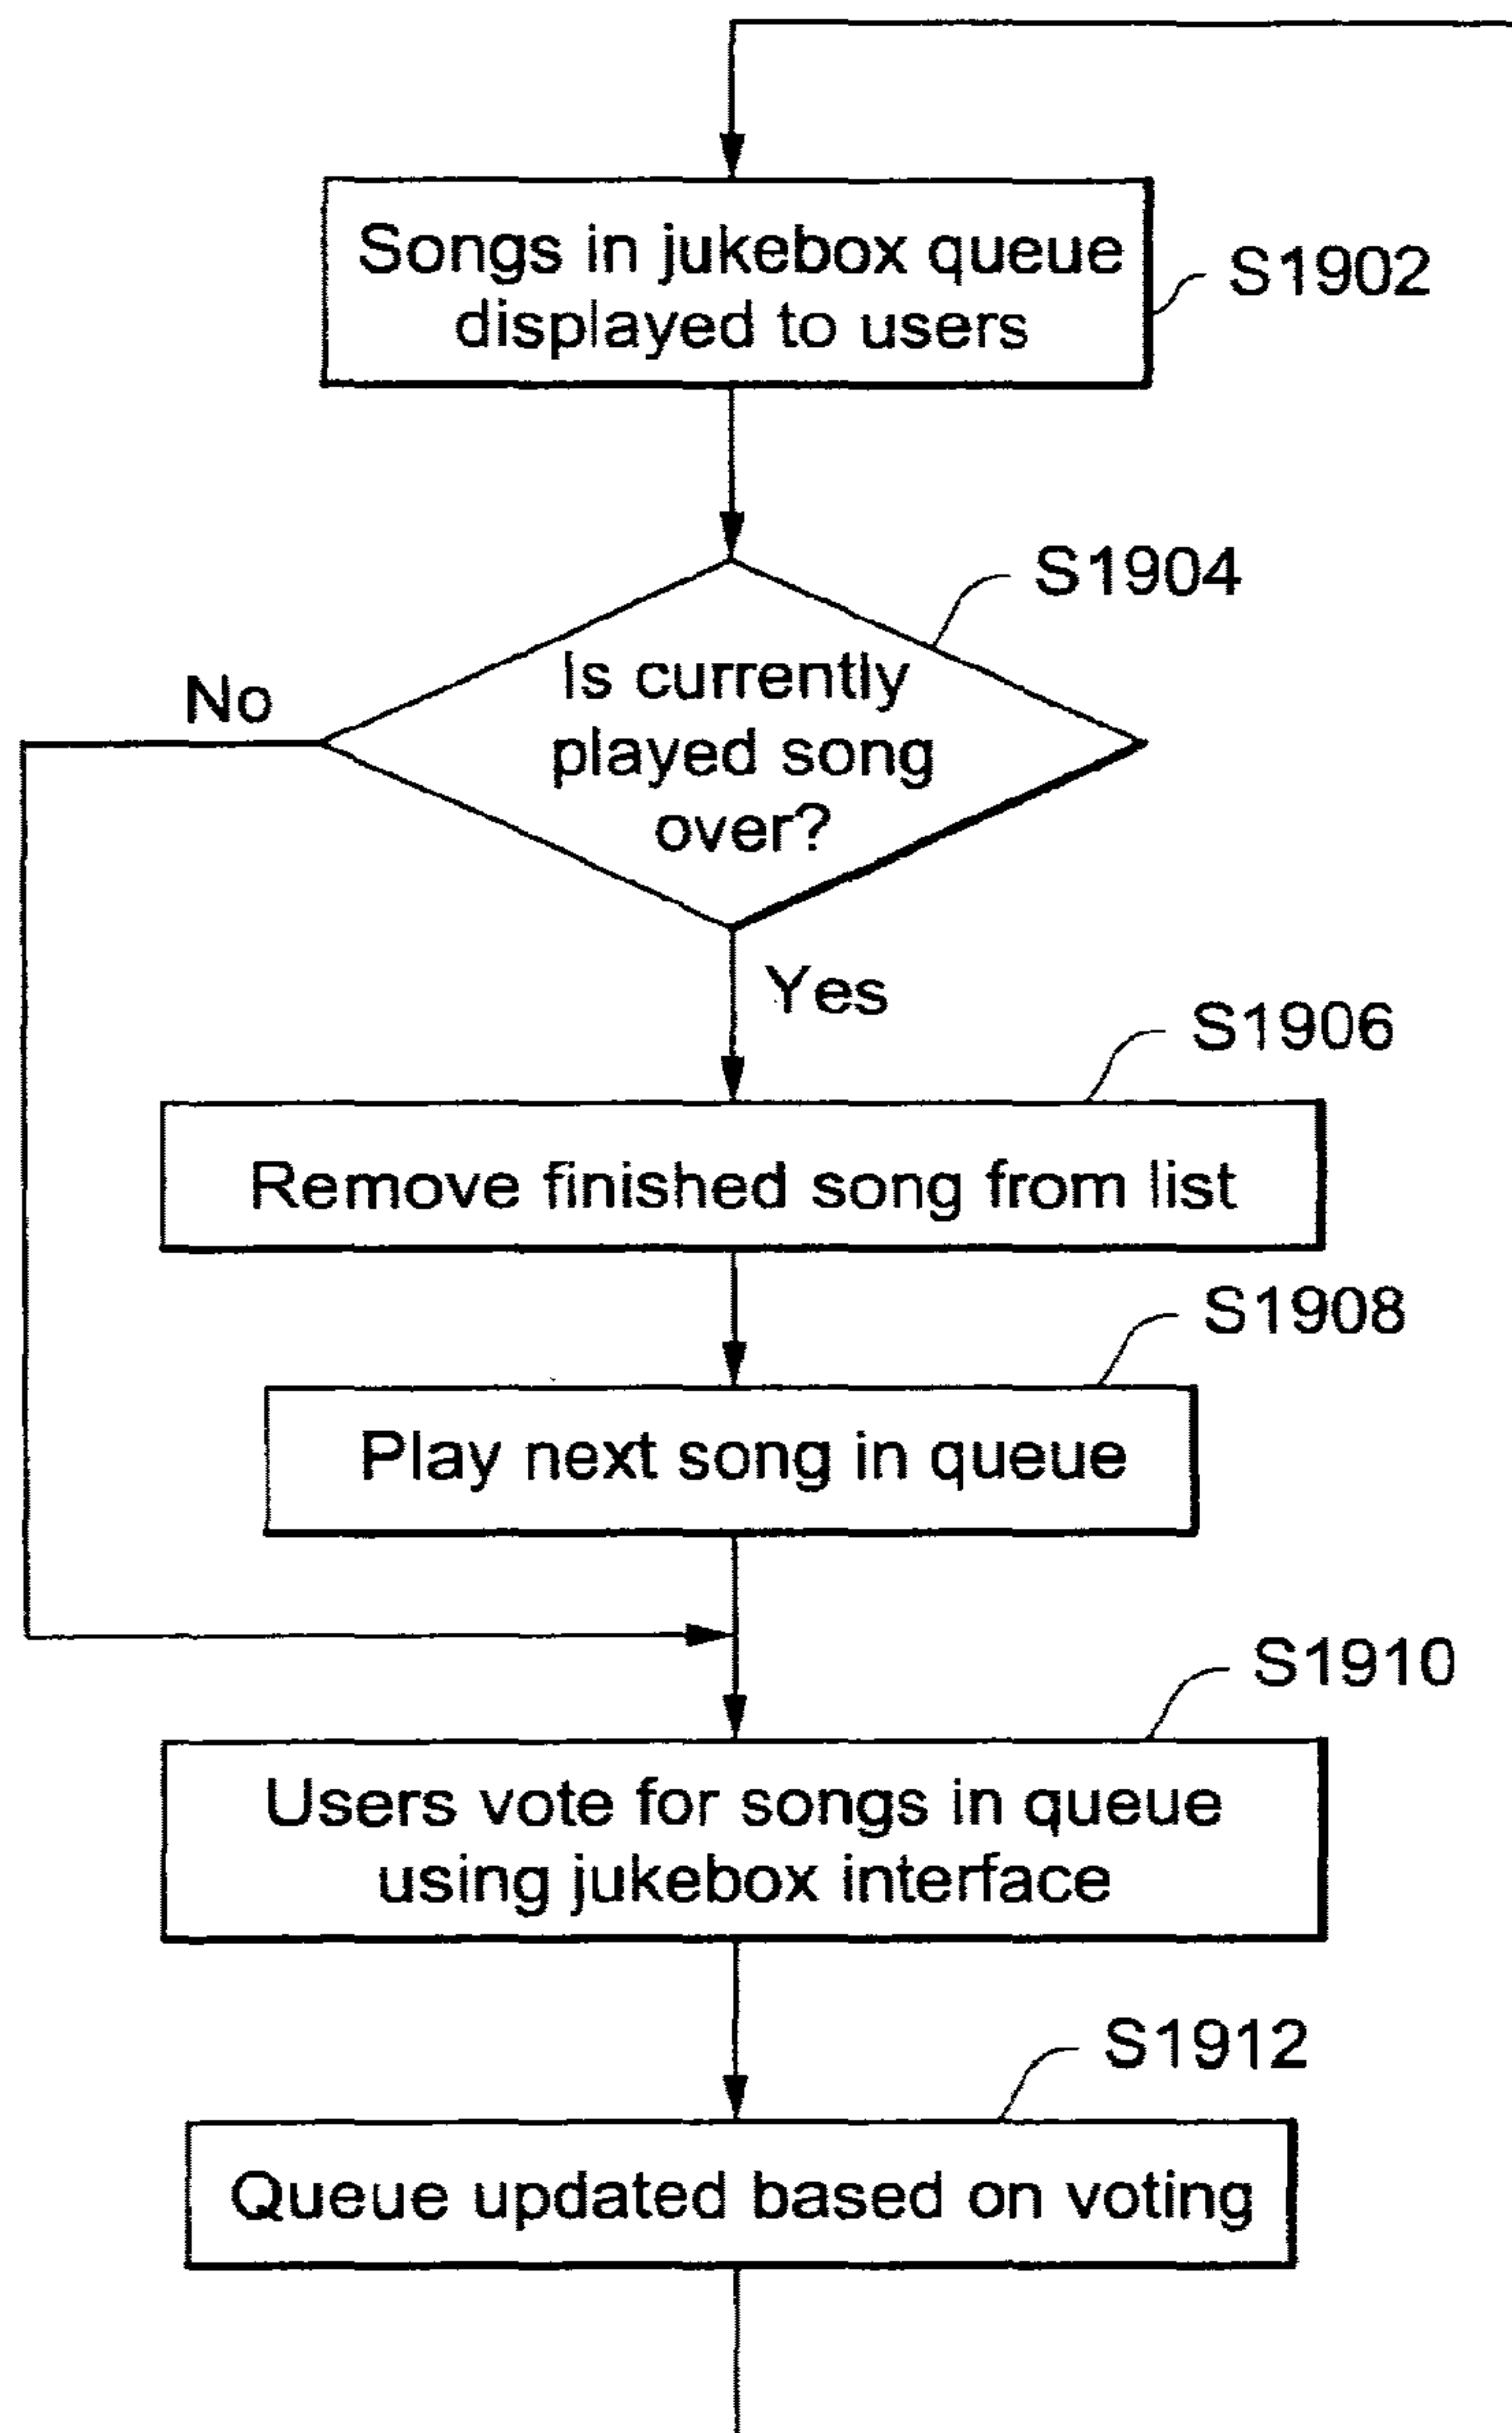 Songs in jukebox queue
displayed to users
S1902
S1904
Is currently
played song
over?
No
Yes
S1906
Remove finished song from list
S1908
Play next song in queue
S1910
Users vote for songs in queue
using jukebox interface
S1912
Queue updated based on voting